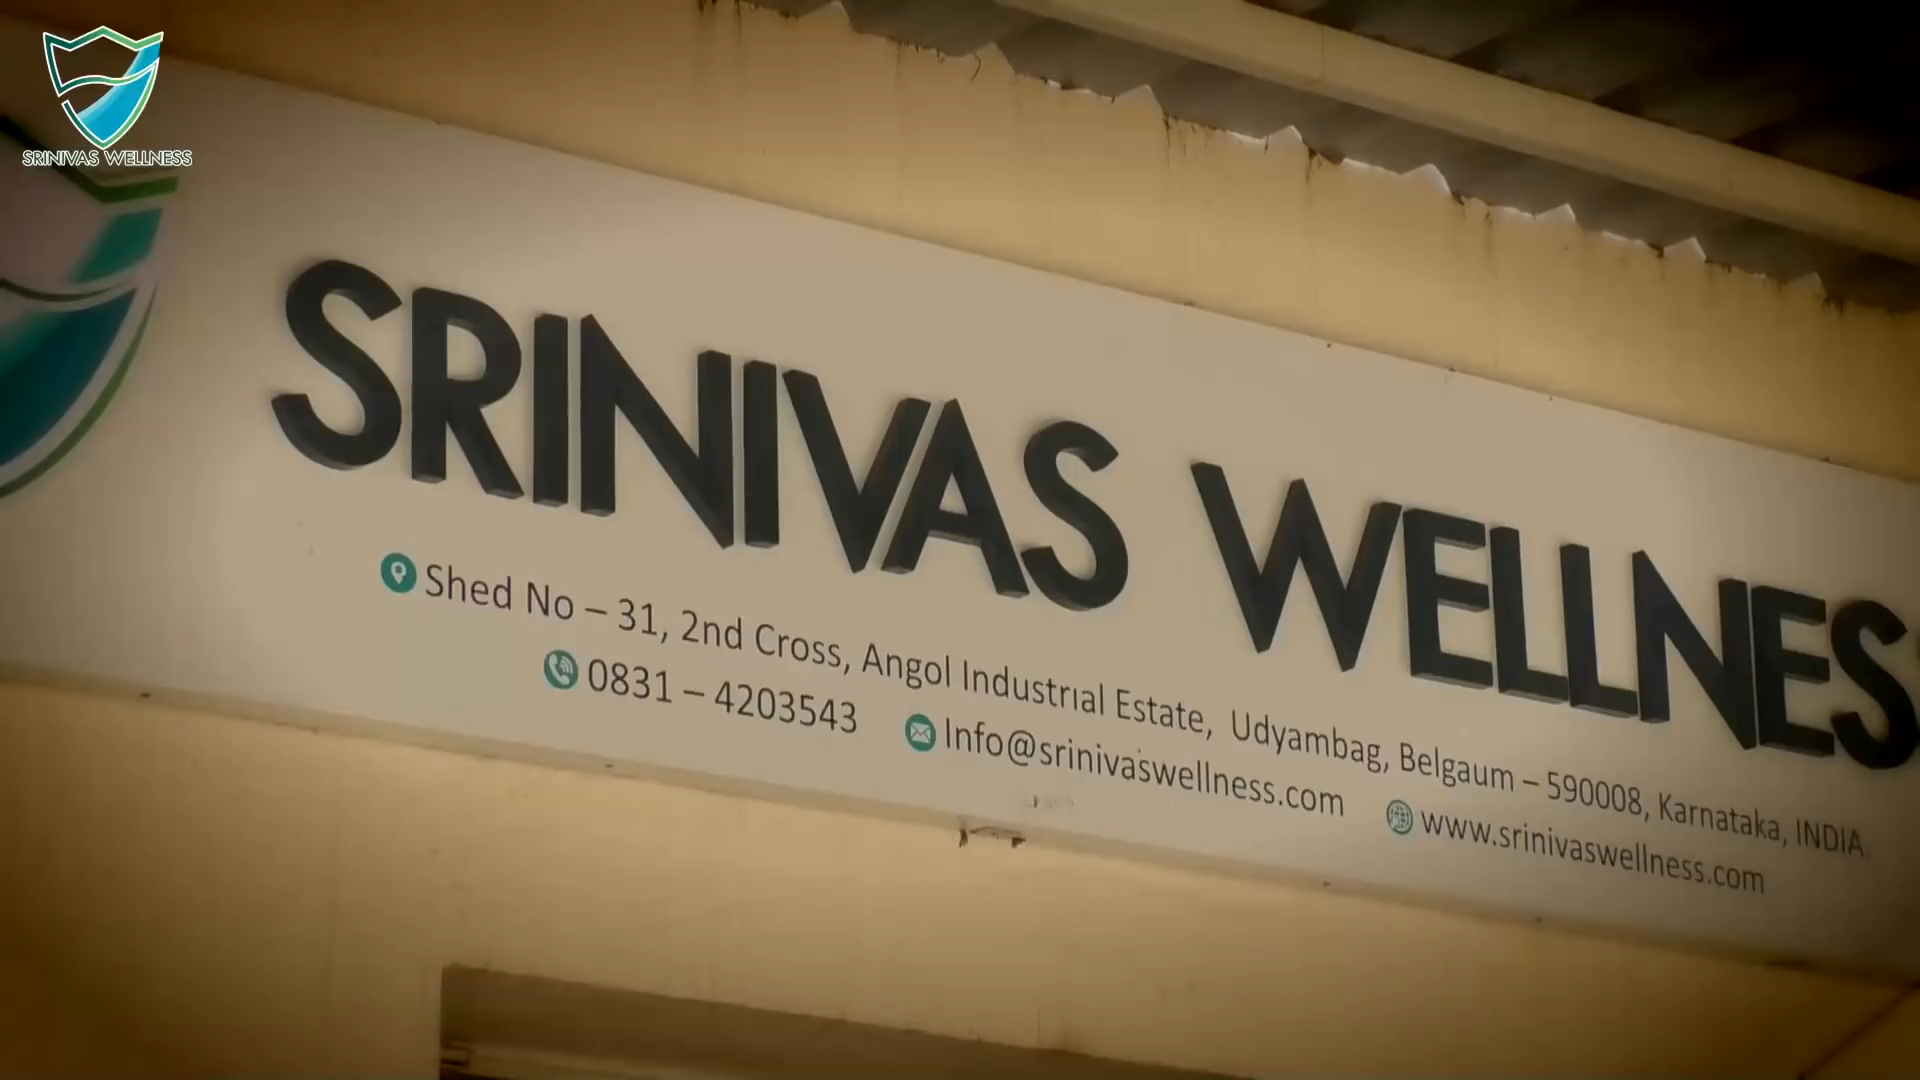 SRINIVAS WELLNESS
SRINIVAS WELLNES
Shed No – 31, 2nd Cross, Angol Industrial Estate, Udyambag, Belgaum – 590008, Karnataka, INDIA.
0831 – 4203543 Info@srinivaswellness.com www.srinivaswellness.com